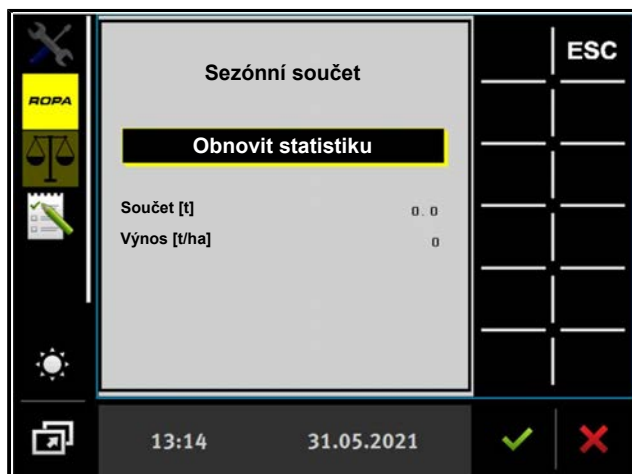 Sezónní součet
ESC
ROPA
Obnovit statistiku
Součet [t] 0.0
Výnos [t/ha] 0
13:14 31.05.2021